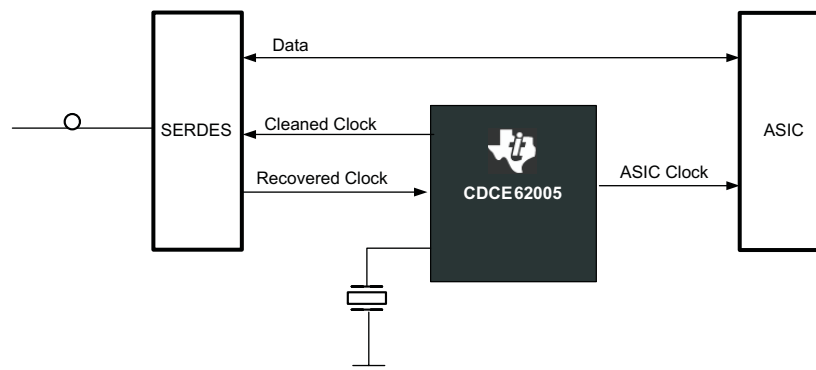 Data
SERDES
Cleaned Clock
Recovered Clock
CDCE62005
ASIC Clock
ASIC